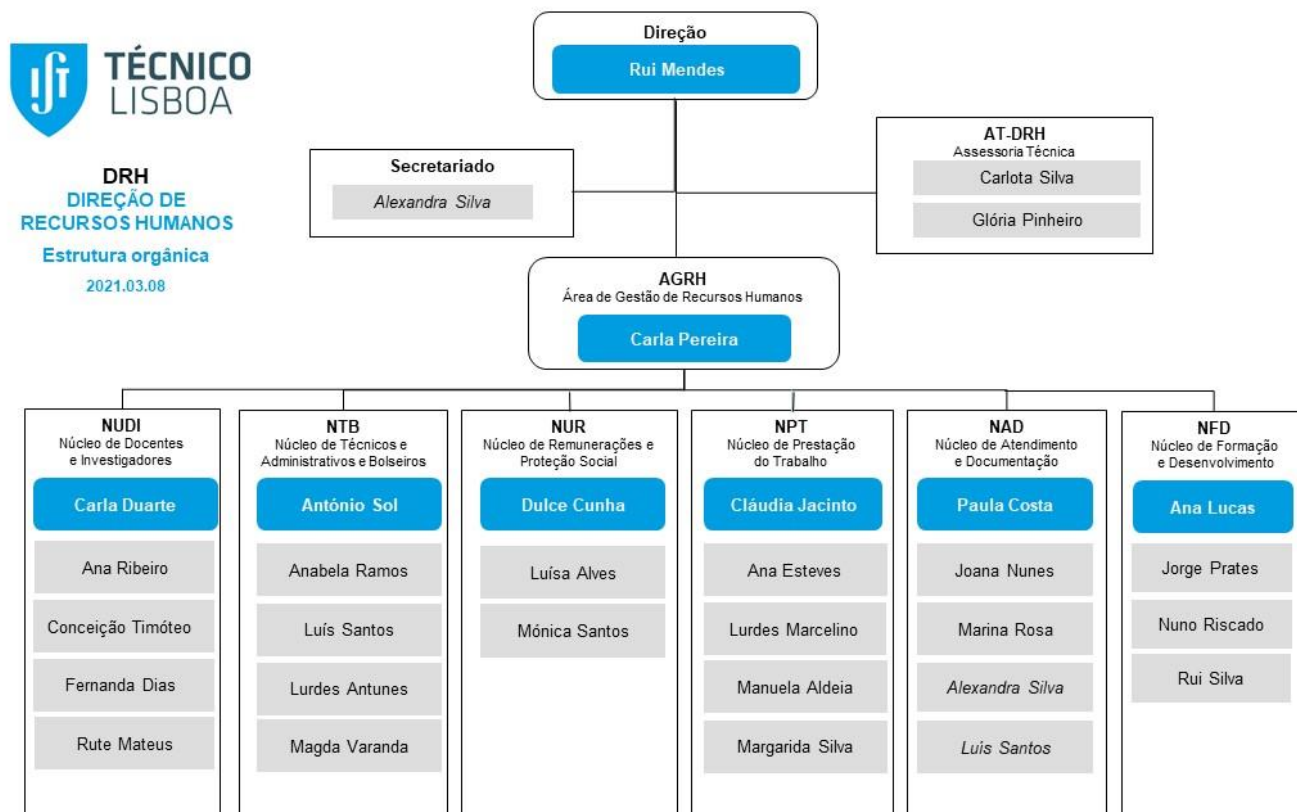 Direção
Rui Mendes
TÉCNICO
LISBOA
DRH
DIREÇÃO DE
RECURSOS HUMANOS
Estrutura orgânica
2021.03.08
Secretariado
Alexandra Silva
AT-DRH
Assessoria Técnica
Carlota Silva
Glória Pinheiro
AGRH
Área de Gestão de Recursos Humanos
Carla Pereira
NUDI
Núcleo de Docentes
e Investigadores
Carla Duarte
Ana Ribeiro
Conceição Timóteo
Fernanda Dias
Rute Mateus
NTB
Núcleo de Técnicos e
Administrativos e Bolseiros
António Sol
Anabela Ramos
Luís Santos
Lurdes Antunes
Magda Varanda
NUR
Núcleo de Remunerações e
Proteção Social
Dulce Cunha
Luísa Alves
Mónica Santos
NPT
Núcleo de Prestação
do Trabalho
Cláudia Jacinto
Ana Esteves
Lurdes Marcelino
Manuela Aldeia
Margarida Silva
NAD
Núcleo de Atendimento
e Documentação
Paula Costa
Joana Nunes
Marina Rosa
Alexandra Silva
Luis Santos
NFD
Núcleo de Formação
e Desenvolvimento
Ana Lucas
Jorge Prates
Nuno Riscado
Rui Silva